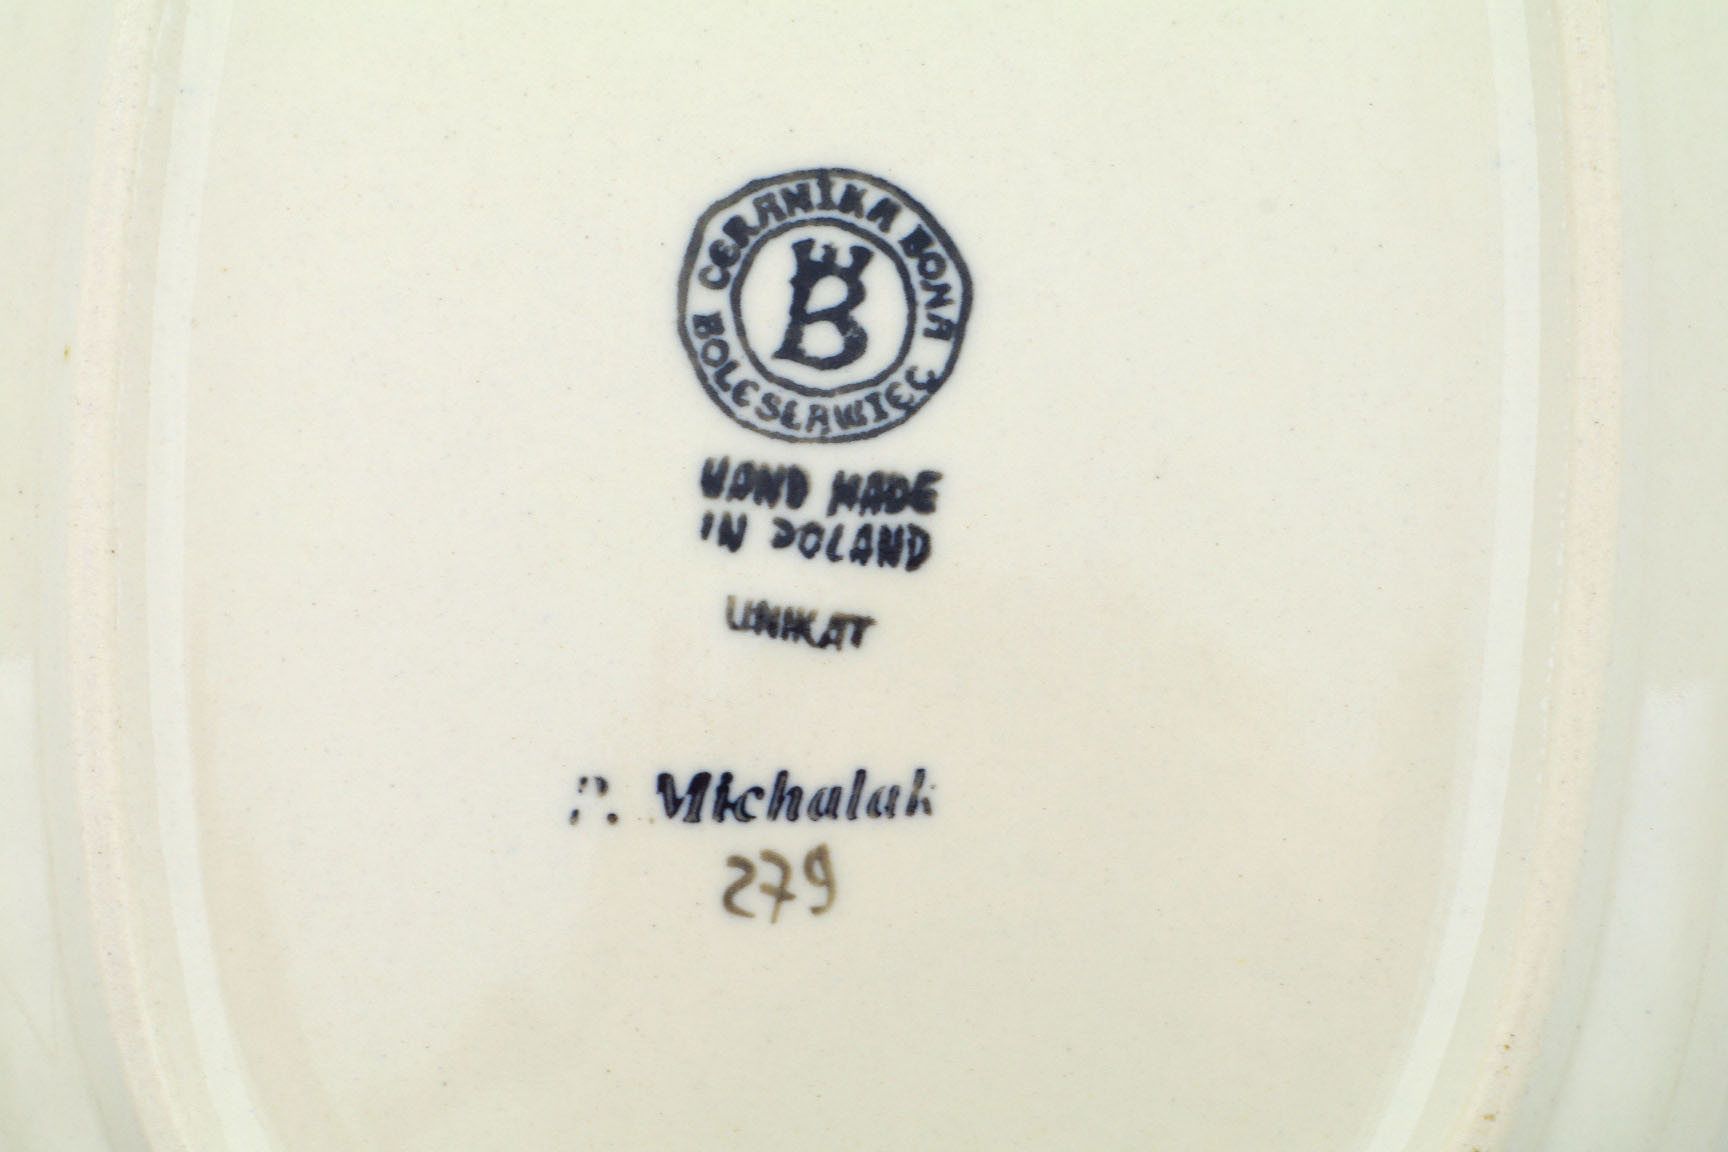 CERAMIKA BONA
BOLESŁAWIEC
B
HAND MADE
IN POLAND
UNIKAT
P. Michalak
279